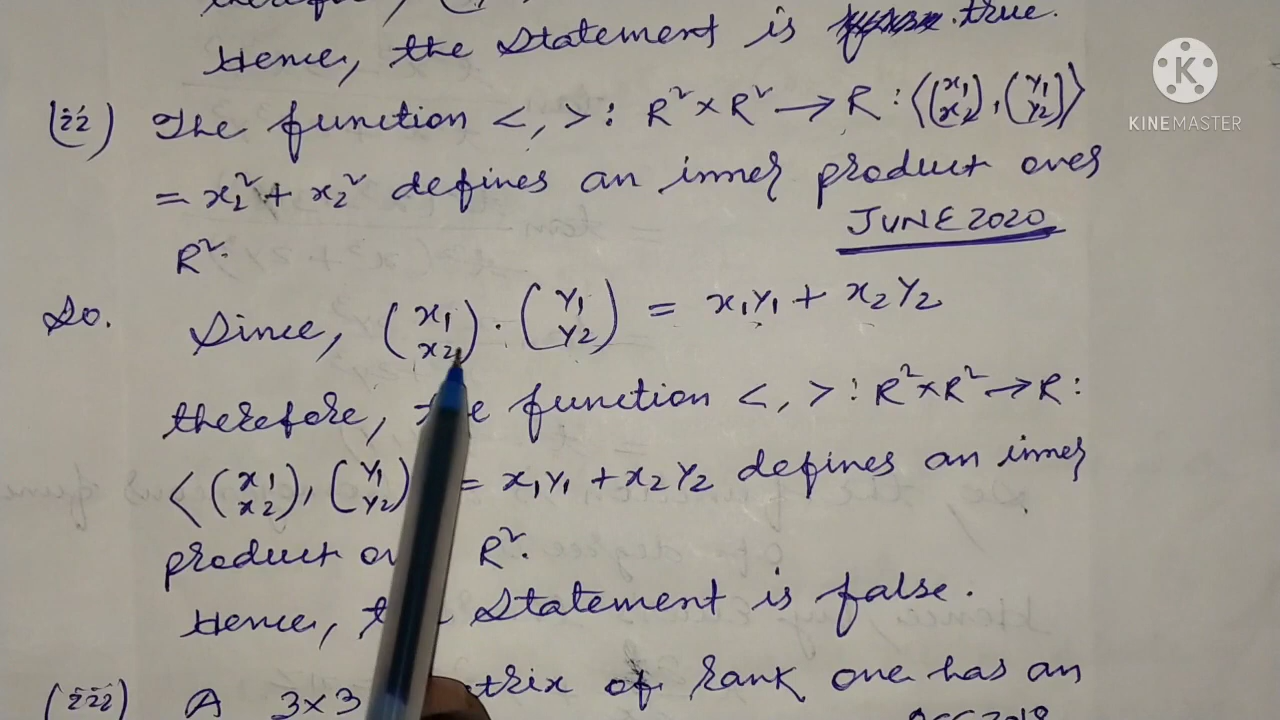 therefore, (
Hence, the Statement is true.
(ii) The function <, >: R² × R² → R : ⟨(x1 x2), (Y1 Y2)⟩
= x1² + x2² defines an inner product over
R².
JUNE 2020
So. Since, (x1 x2) · (Y1 Y2) = x1Y1 + x2Y2
therefore, the function <, >: R² × R² → R:
⟨(x1 x2), (Y1 Y2) = x1Y1 + x2Y2 defines an inner
product R².
Hence, Statement is false.
(iii) A 3×3 of rank one has an
KINEMASTER